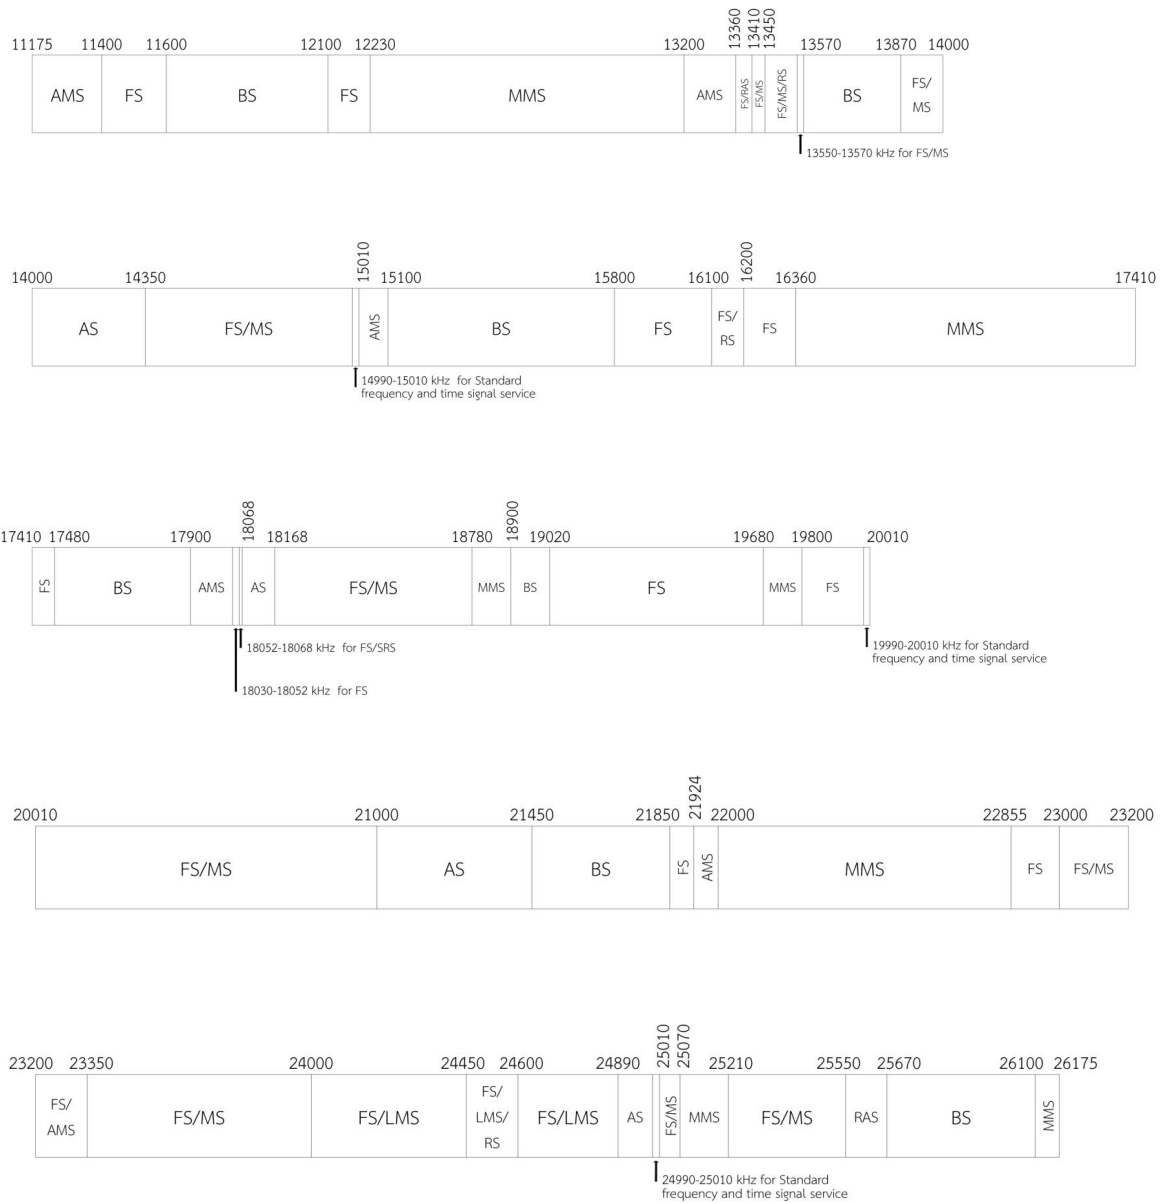 11175 11400 11600 12100 12230 13200 13360 13410 13450 13570 13870 14000
AMS FS BS FS MMS AMS FS/RAS FS/MS FS/MS/RS BS FS/
MS
13550-13570 kHz for FS/MS
14000 14350 15010 15100 15800 16100 16200 16360 17410
AS FS/MS AMS BS FS FS/
RS FS MMS
14990-15010 kHz for Standard
frequency and time signal service
17410 17480 17900 18068 18168 18780 18900 19020 19680 19800 20010
FS BS AMS AS FS/MS MMS BS FS MMS FS
18052-18068 kHz for FS/SRS
18030-18052 kHz for FS
19990-20010 kHz for Standard
frequency and time signal service
20010 21000 21450 21850 21924 22000 22855 23000 23200
FS/MS AS BS FS AMS MMS FS FS/MS
23200 23350 24000 24450 24600 24890 25010 25070 25210 25550 25670 26100 26175
FS/
AMS FS/MS FS/LMS FS/
LMS/
RS FS/LMS AS FS/MS MMS FS/MS RAS BS MMS
24990-25010 kHz for Standard
frequency and time signal service